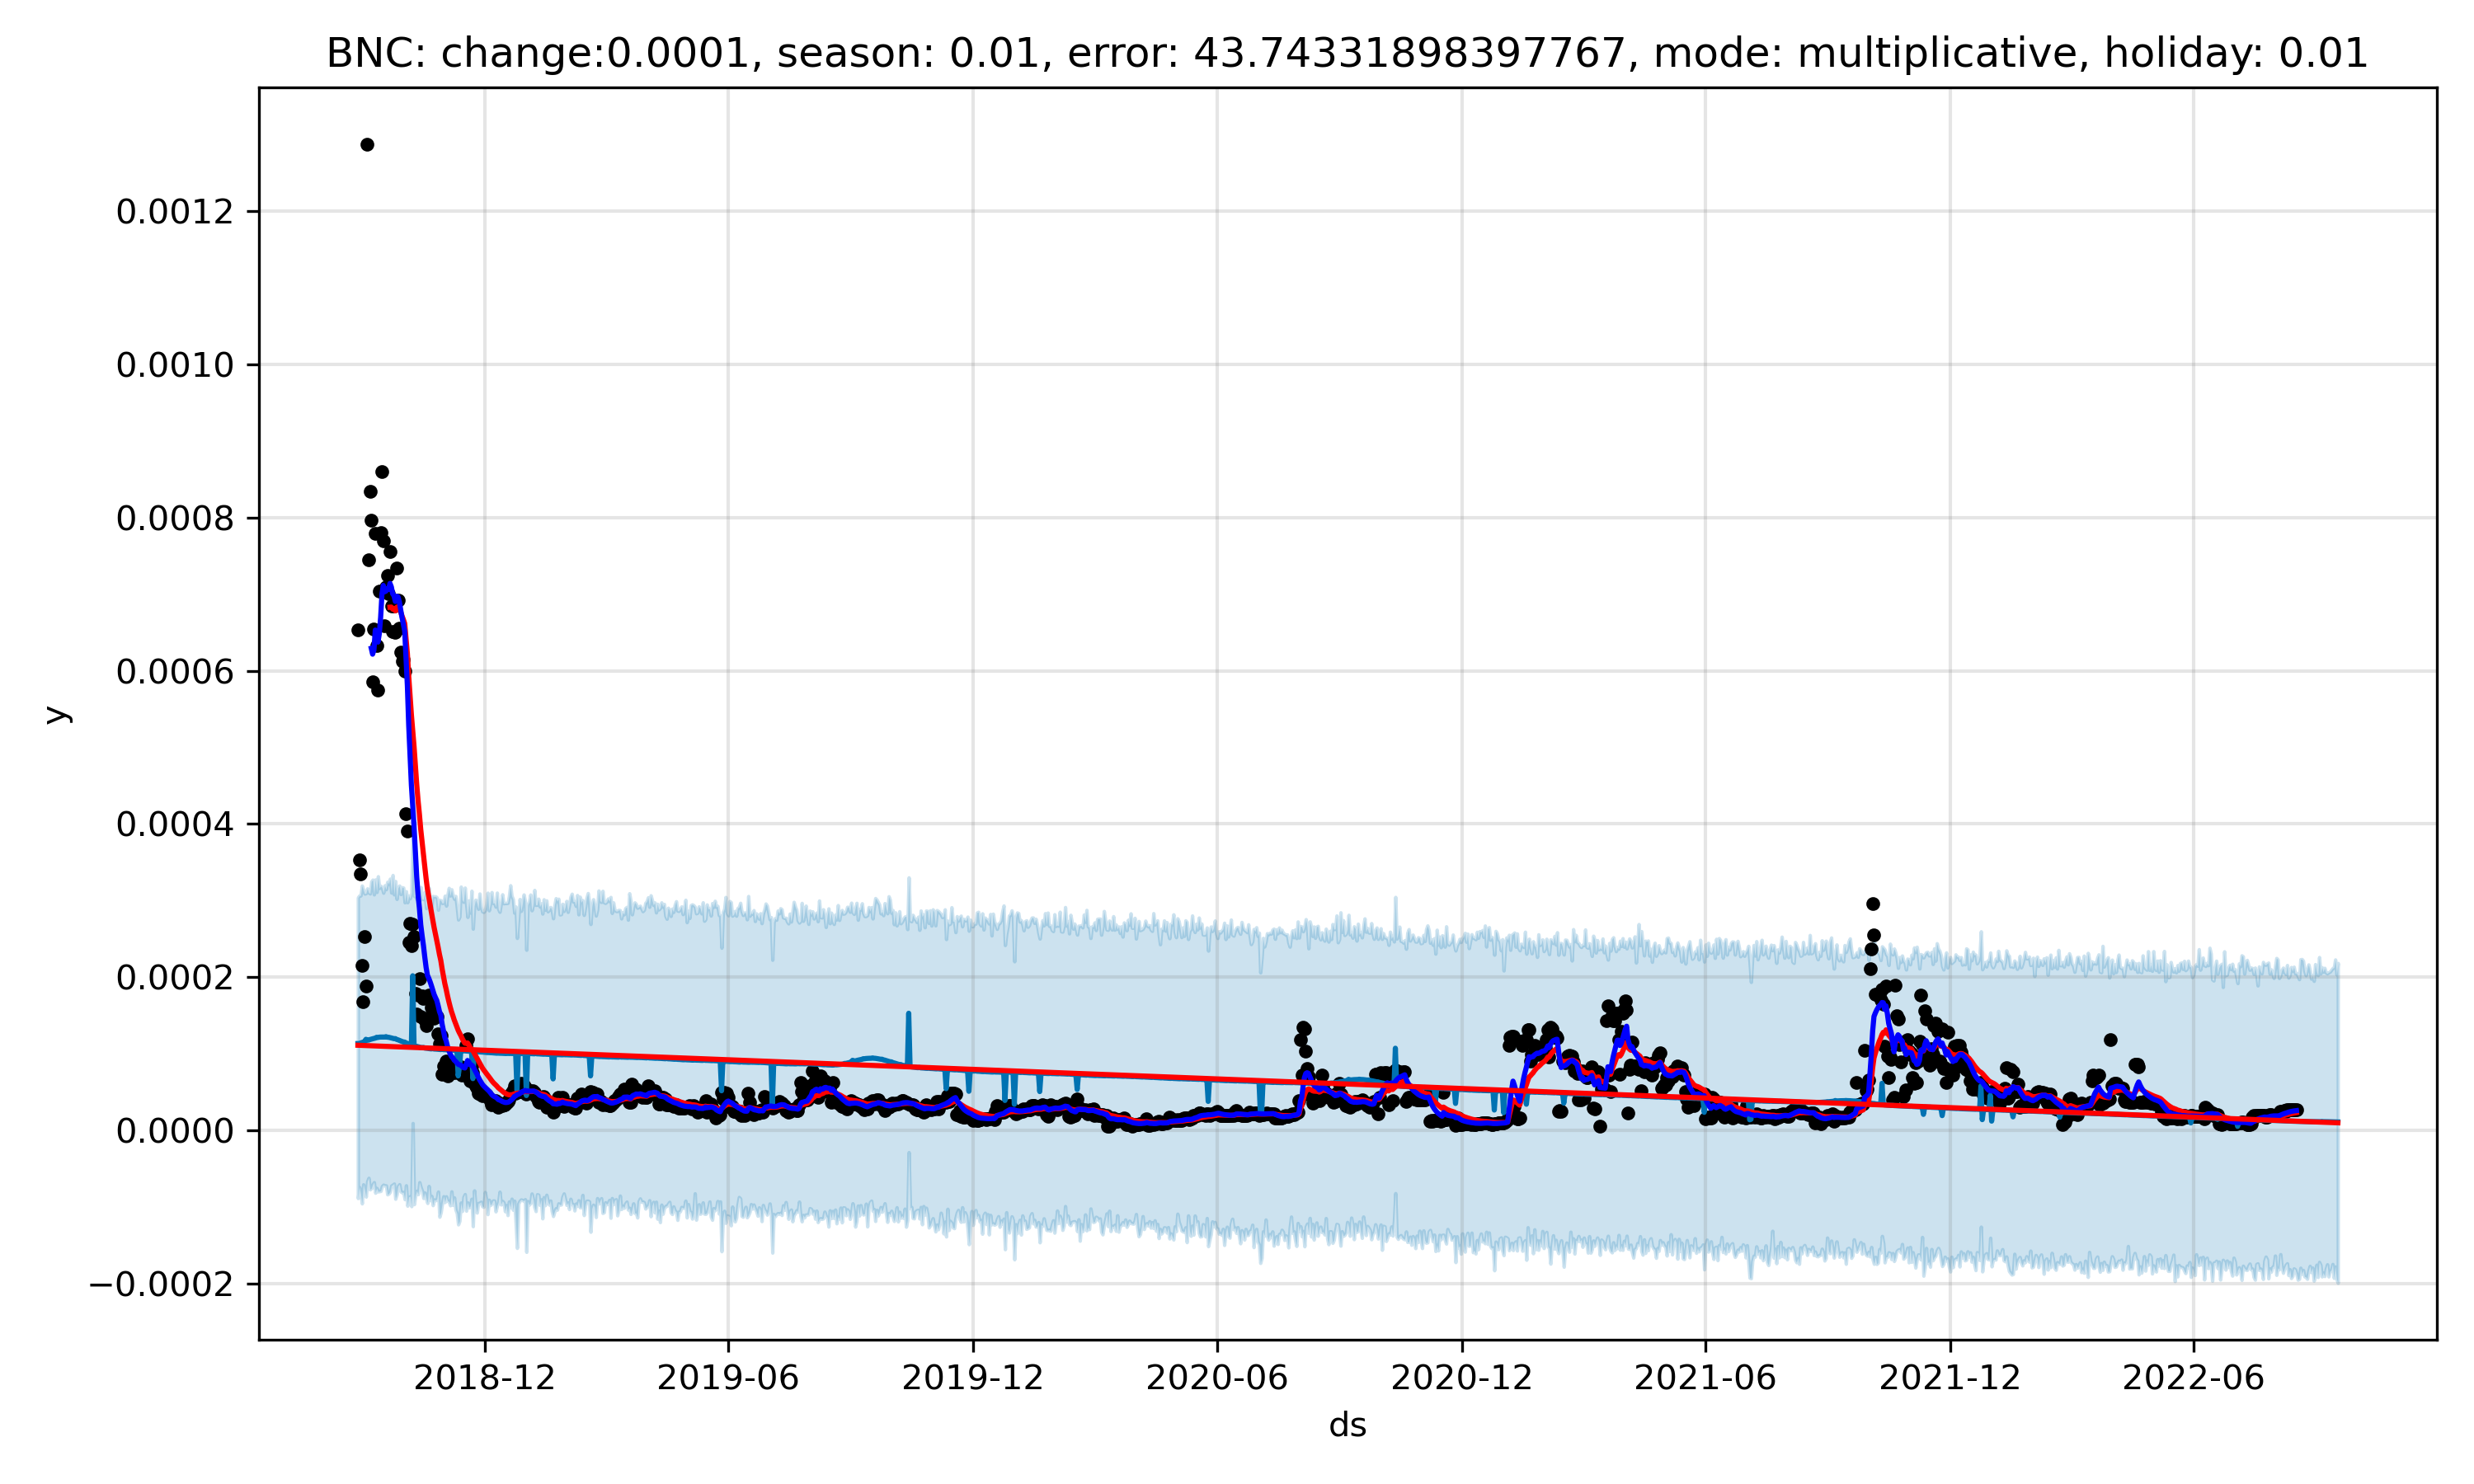 BNC: change:0.0001, season: 0.01, error: 43.74331898397767, mode: multiplicative, holiday: 0.01
0.0012
0.0010
0.0008
0.0006
0.0004
0.0002
0.0000
−0.0002
y
2018-12 2019-06 2019-12 2020-06 2020-12 2021-06 2021-12 2022-06
ds